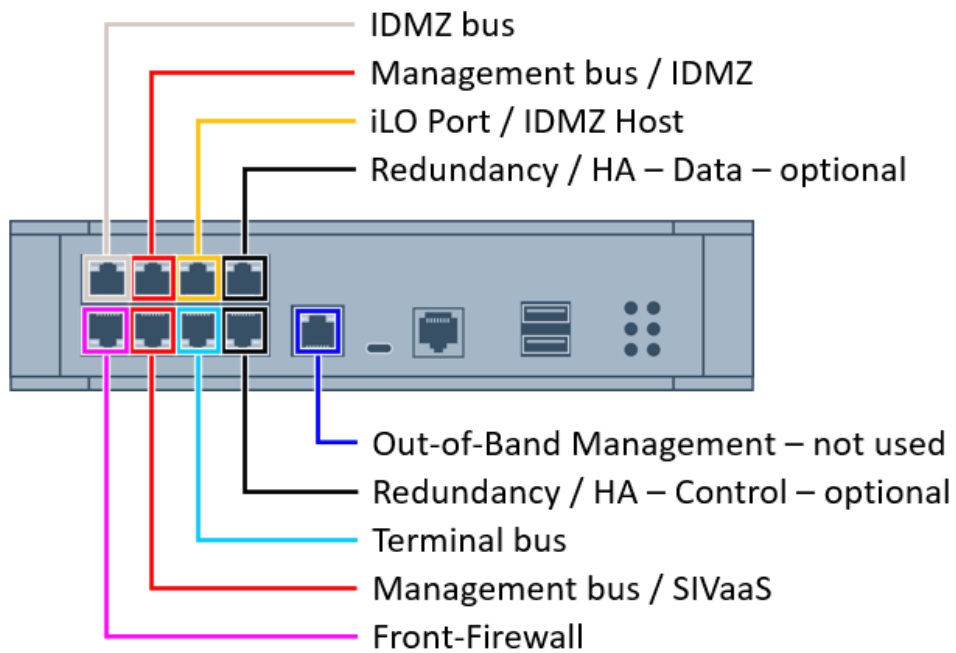 IDMZ bus
Management bus / IDMZ
iLO Port / IDMZ Host
Redundancy / HA – Data – optional
Out-of-Band Management – not used
Redundancy / HA – Control – optional
Terminal bus
Management bus / SIVaaS
Front-Firewall